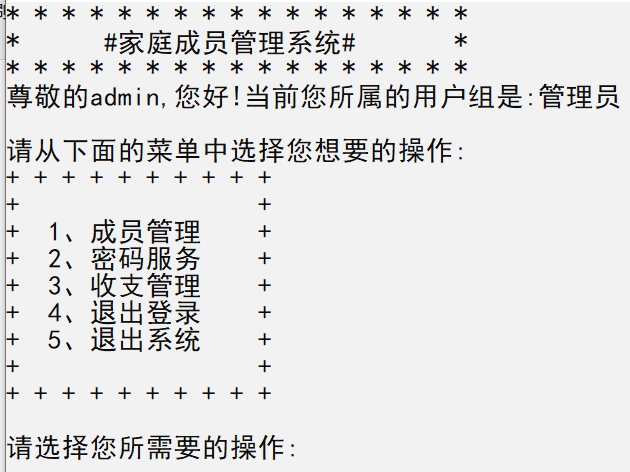 * * * * * * * * * * * * * * * * *
*      #家庭成员管理系统#       *
* * * * * * * * * * * * * * * * *
尊敬的admin,您好!当前您所属的用户组是:管理员
请从下面的菜单中选择您想要的操作:
+ + + + + + + + + +
+                 +
+  1、成员管理    +
+  2、密码服务    +
+  3、收支管理    +
+  4、退出登录    +
+  5、退出系统    +
+                 +
+ + + + + + + + + +
请选择您所需要的操作: